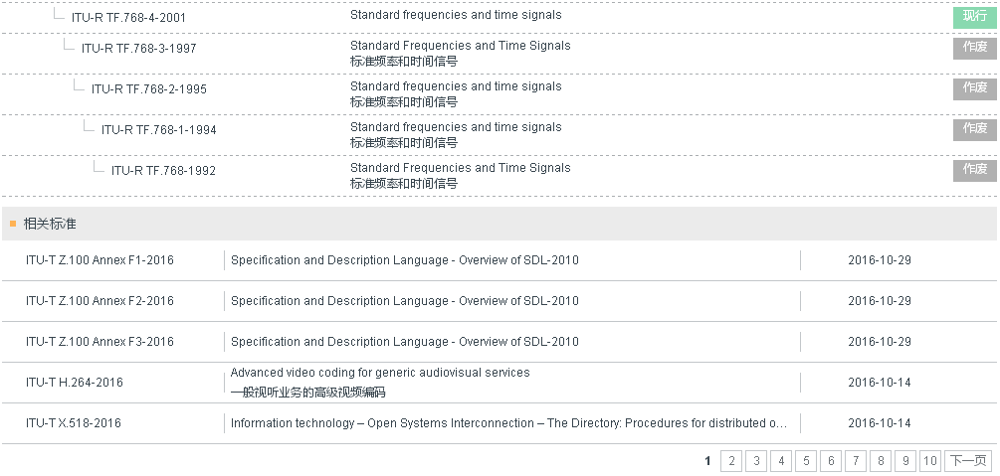 ITU-R TF.768-4-2001 Standard frequencies and time signals 现行
ITU-R TF.768-3-1997 Standard Frequencies and Time Signals 作废
标准频率和时间信号
ITU-R TF.768-2-1995 Standard frequencies and time signals 作废
标准频率和时间信号
ITU-R TF.768-1-1994 Standard frequencies and time signals 作废
标准频率和时间信号
ITU-R TF.768-1992 Standard Frequencies and Time Signals 作废
标准频率和时间信号
相关标准
ITU-T Z.100 Annex F1-2016 Specification and Description Language - Overview of SDL-2010 2016-10-29
ITU-T Z.100 Annex F2-2016 Specification and Description Language - Overview of SDL-2010 2016-10-29
ITU-T Z.100 Annex F3-2016 Specification and Description Language - Overview of SDL-2010 2016-10-29
ITU-T H.264-2016 Advanced video coding for generic audiovisual services 2016-10-14
一般视听业务的高级视频编码
ITU-T X.518-2016 Information technology – Open Systems Interconnection – The Directory: Procedures for distributed o... 2016-10-14
1 2 3 4 5 6 7 8 9 10 下一页